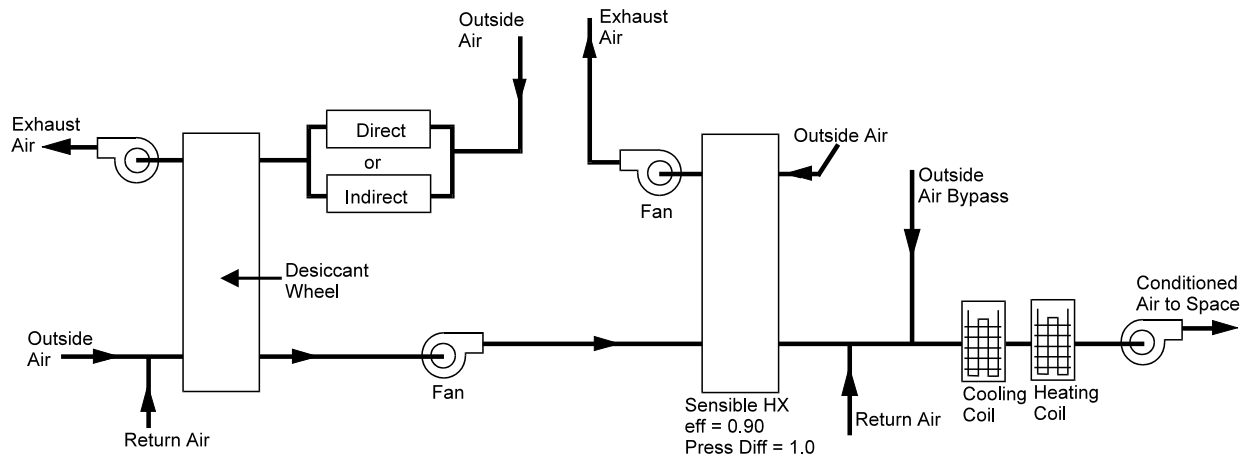 Outside
Air
Exhaust
Air
Exhaust
Air
Direct
or
Indirect
Outside Air
Fan
Outside
Air Bypass
Desiccant
Wheel
Conditioned
Air to Space
Outside
Air
Fan
Return Air
Sensible HX
eff = 0.90
Press Diff = 1.0
Return Air
Cooling
Coil
Heating
Coil